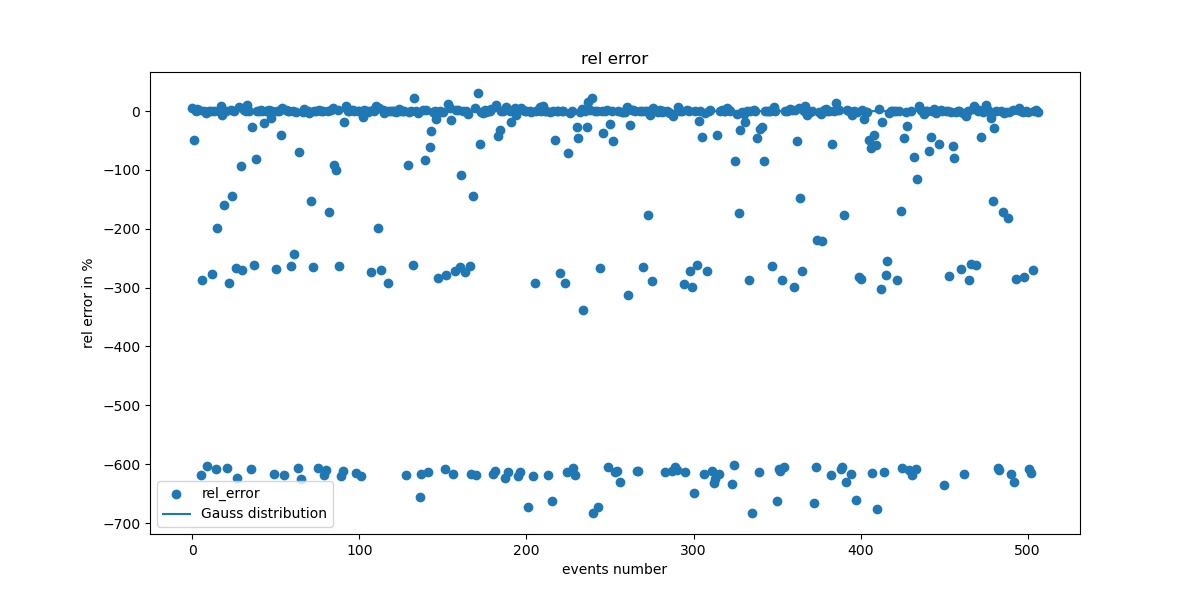 rel error
rel error in %
0
−100
−200
−300
−400
−500
−600
−700
rel_error
Gauss distribution
0
100
200
300
400
500
events number